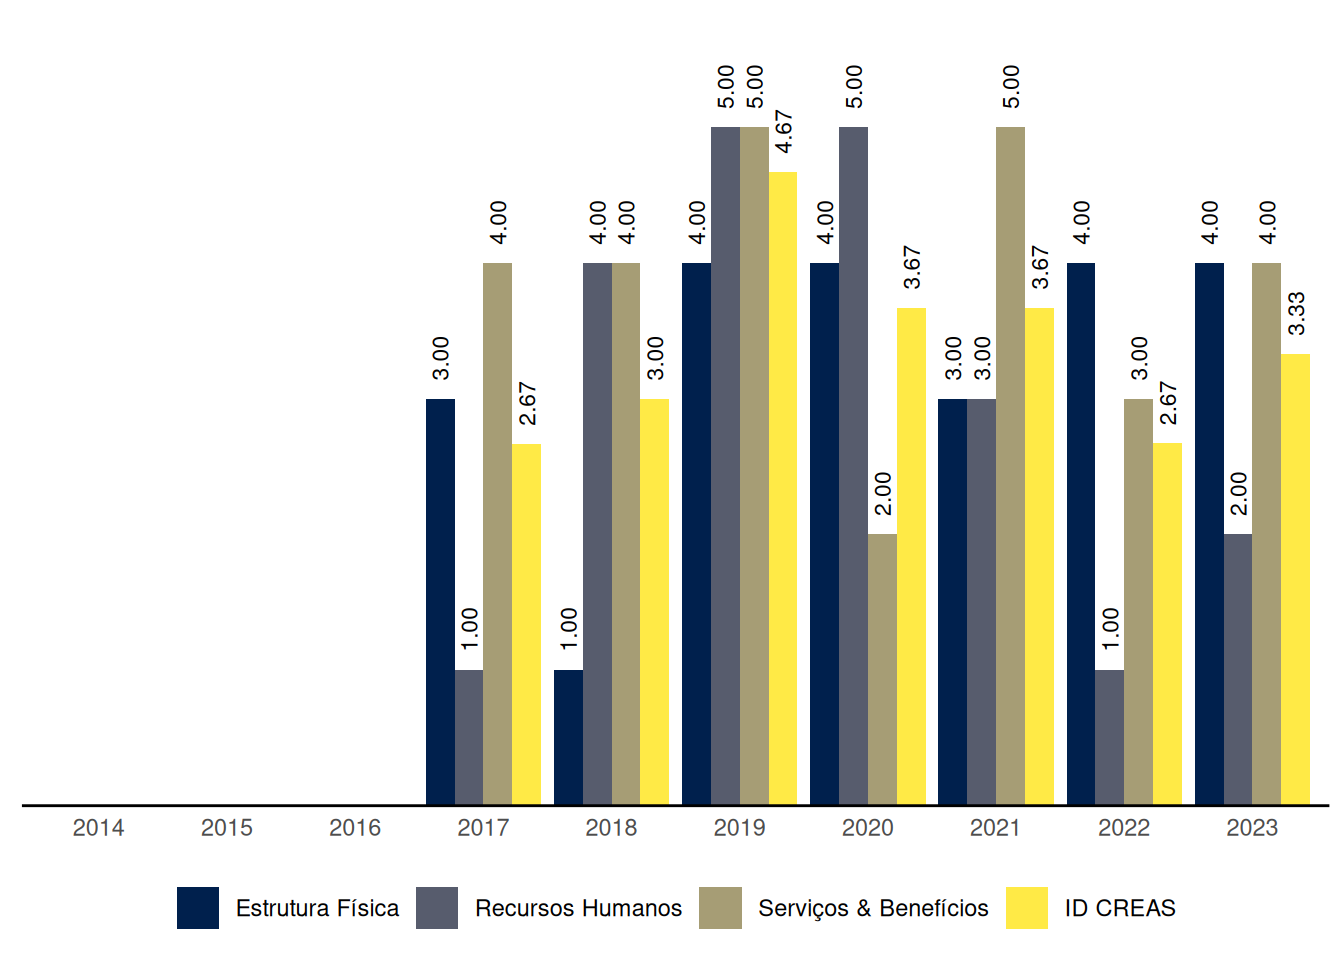 5.00 5.00 5.00 5.00
4.67
4.00 4.00 4.00 4.00 4.00 4.00 4.00 4.00
3.67 3.67
3.33
3.00 3.00 3.00 3.00 3.00
2.67 2.67
2.00 2.00
1.00 1.00 1.00
2014 2015 2016 2017 2018 2019 2020 2021 2022 2023
Estrutura Física Recursos Humanos Serviços & Benefícios ID CREAS